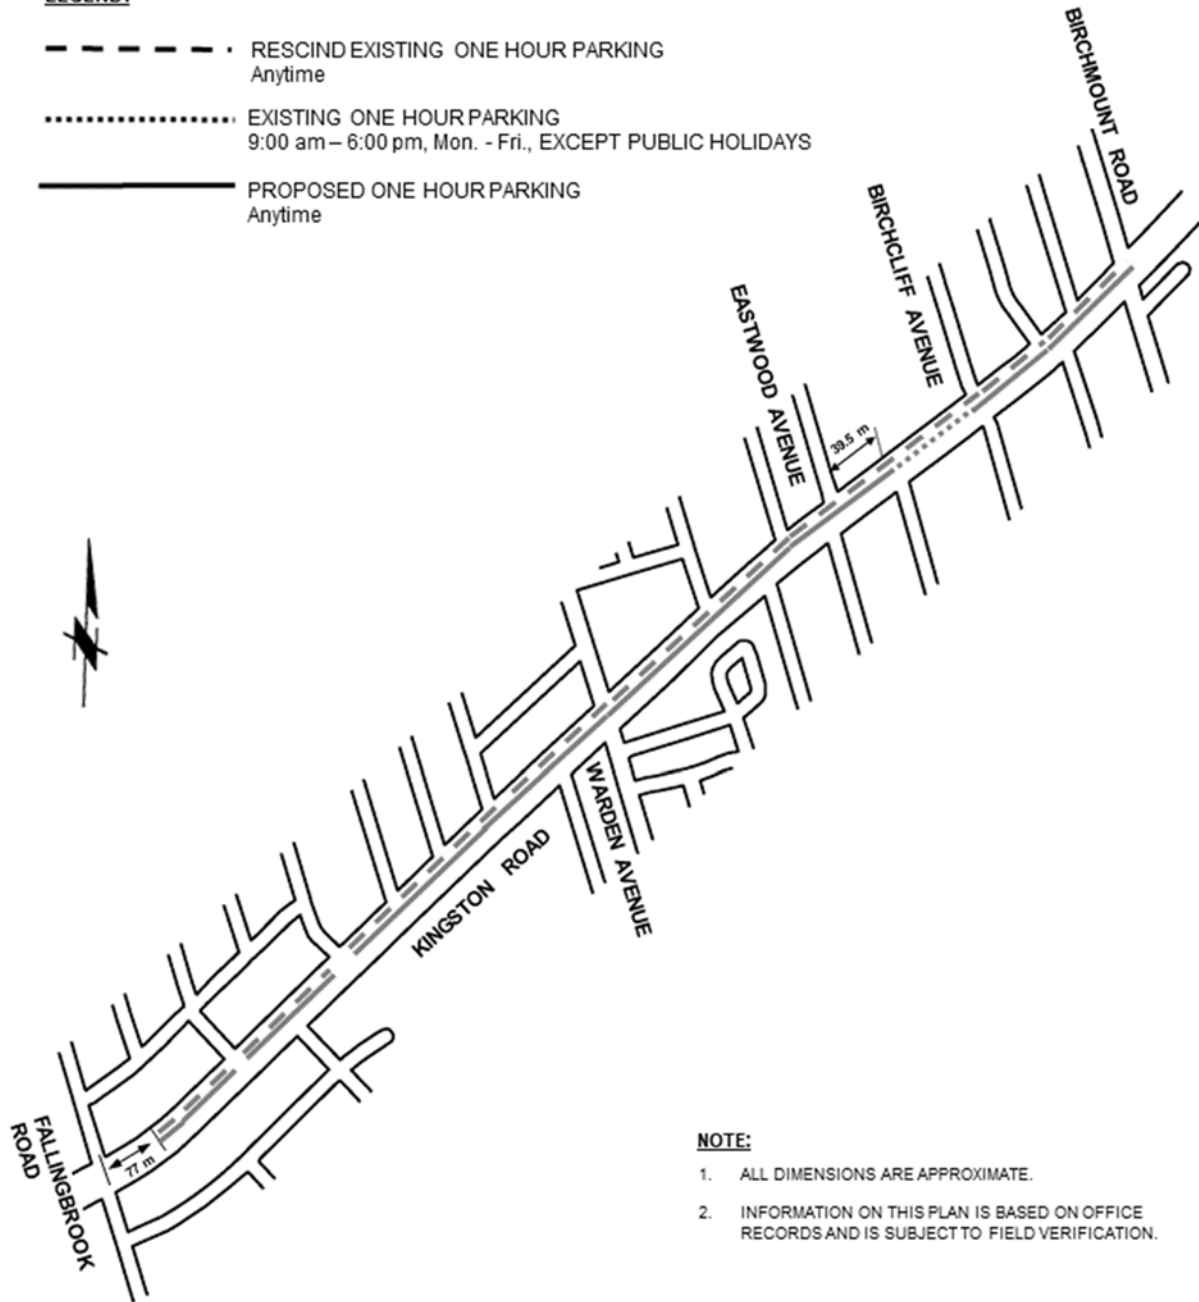 LEGEND:
RESCIND EXISTING ONE HOUR PARKING
Anytime
EXISTING ONE HOUR PARKING
9:00 am – 6:00 pm, Mon. - Fri., EXCEPT PUBLIC HOLIDAYS
PROPOSED ONE HOUR PARKING
Anytime
BIRCHMOUNT ROAD
BIRCHCLIFF AVENUE
EASTWOOD AVENUE
39.5 m
WARDEN AVENUE
KINGSTON ROAD
77 m
FALLINGBROOK
ROAD
NOTE:
1. ALL DIMENSIONS ARE APPROXIMATE.
2. INFORMATION ON THIS PLAN IS BASED ON OFFICE
RECORDS AND IS SUBJECT TO FIELD VERIFICATION.